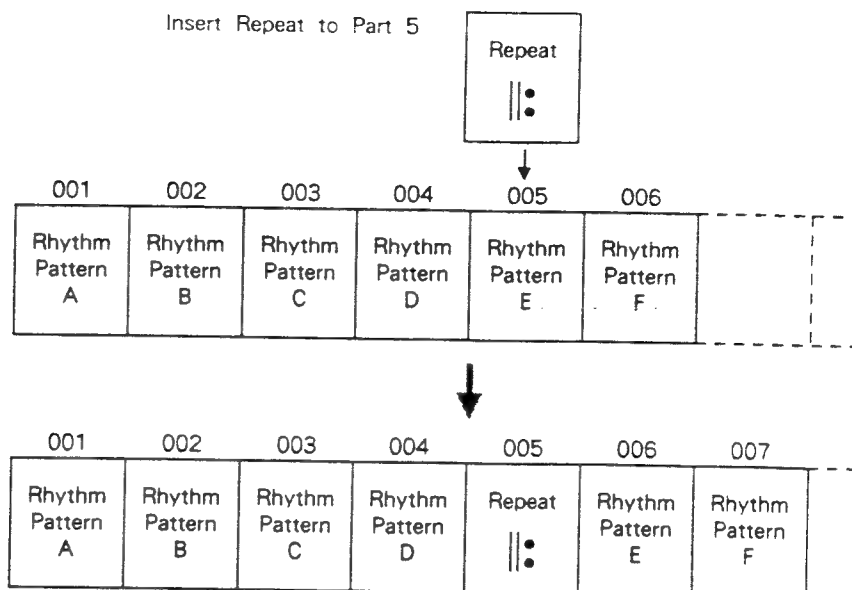 Insert Repeat to Part 5
Repeat
001 002 003 004 005 006
Rhythm Pattern A
Rhythm Pattern B
Rhythm Pattern C
Rhythm Pattern D
Rhythm Pattern E
Rhythm Pattern F
001 002 003 004 005 006 007
Rhythm Pattern A
Rhythm Pattern B
Rhythm Pattern C
Rhythm Pattern D
Repeat
Rhythm Pattern E
Rhythm Pattern F